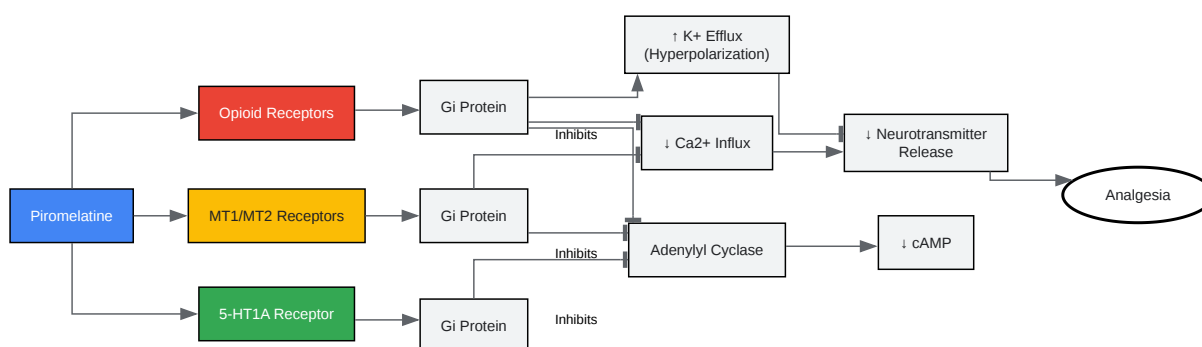 ↑ K+ Efflux
(Hyperpolarization)
Opioid Receptors
Gi Protein
Inhibits
↓ Ca2+ Influx
↓ Neurotransmitter
Release
Piromelatine
MT1/MT2 Receptors
Gi Protein
Analgesia
Inhibits
Adenylyl Cyclase
↓ cAMP
5-HT1A Receptor
Gi Protein
Inhibits